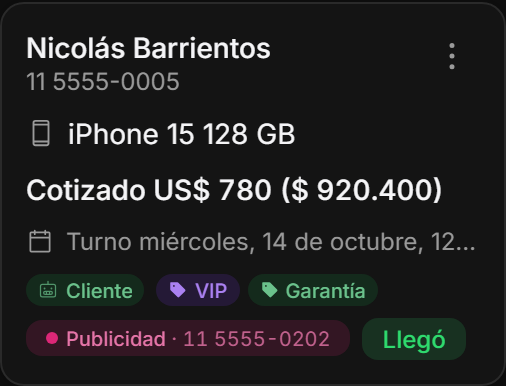 Nicolás Barrientos
11 5555-0005
iPhone 15 128 GB
Cotizado US$ 780 ($ 920.400)
Turno miércoles, 14 de octubre, 12...
Cliente VIP Garantía
Publicidad · 11 5555-0202 Llegó